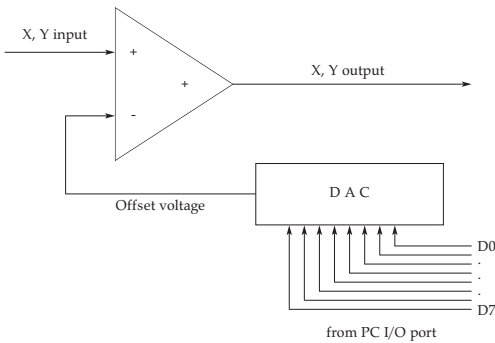 X, Y input
+
+
X, Y output
-
D A C
Offset voltage
D0
.
.
.
D7
from PC I/O port